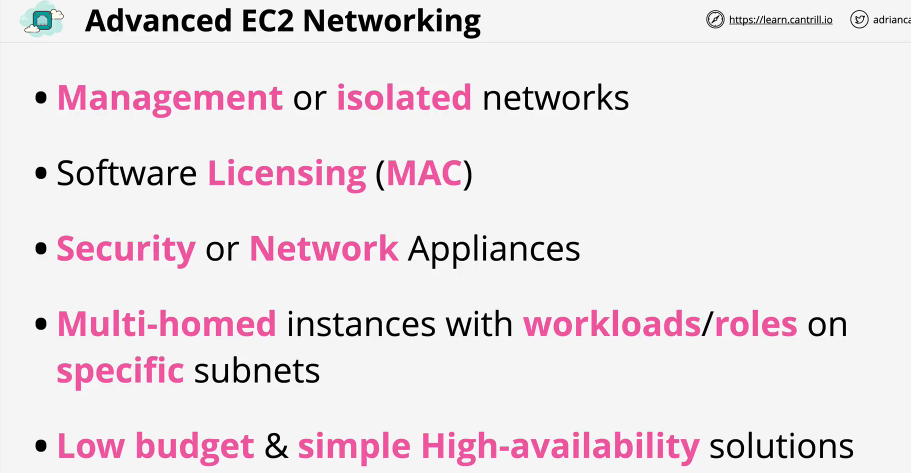 Advanced EC2 Networking
https://learn.cantrill.io
adrianca
• Management or isolated networks
• Software Licensing (MAC)
• Security or Network Appliances
• Multi-homed instances with workloads/roles on
specific subnets
• Low budget & simple High-availability solutions